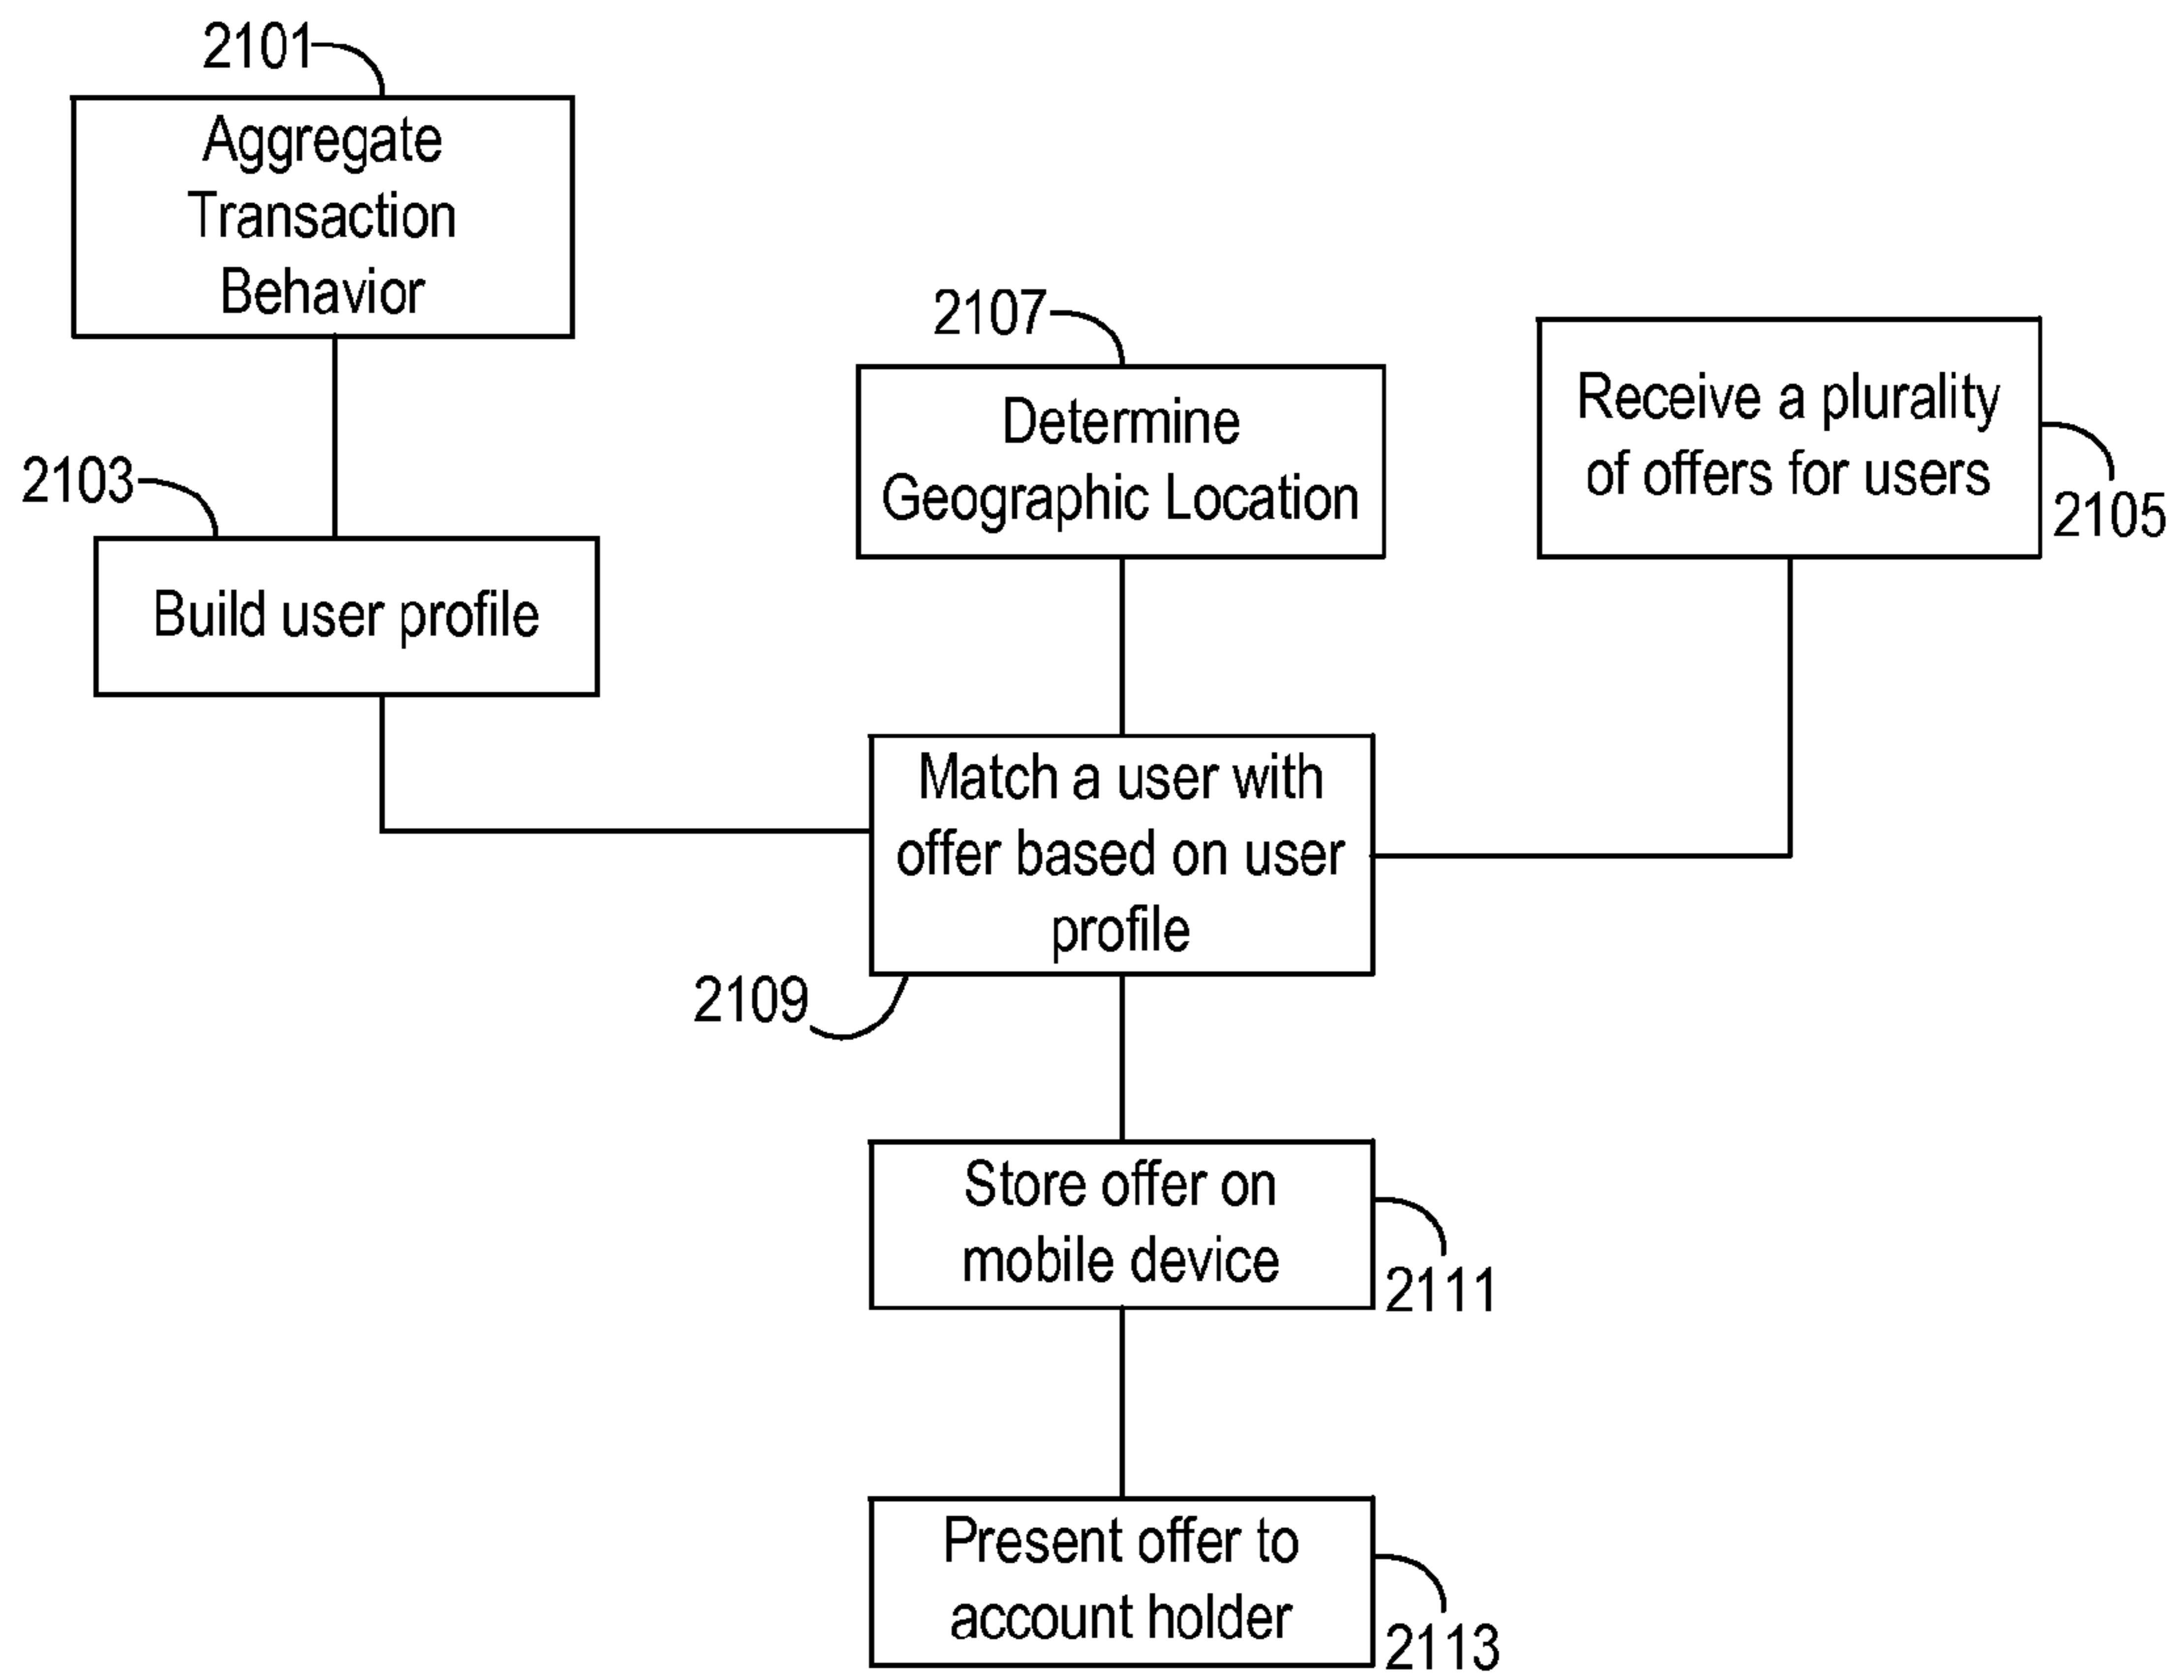 2101
Aggregate
Transaction
Behavior
2103
Build user profile
2107
Determine
Geographic Location
Receive a plurality
of offers for users
2105
Match a user with
offer based on user
profile
2109
Store offer on
mobile device
2111
Present offer to
account holder
2113